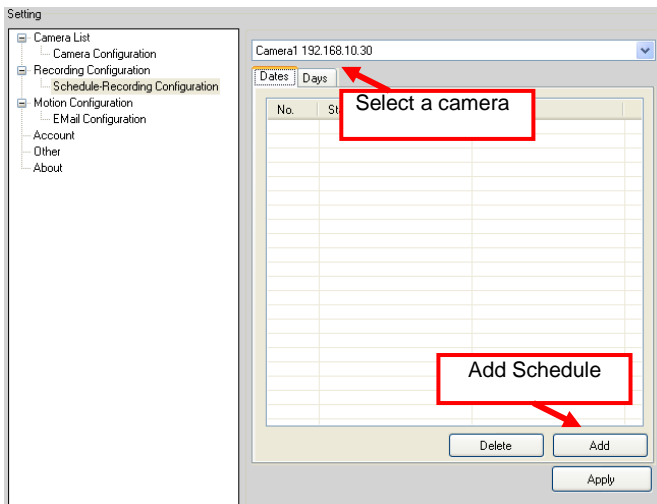 Setting
Camera List
Camera Configuration
Recording Configuration
Schedule-Recording Configuration
Motion Configuration
EMail Configuration
Account
Other
About
Camera1 192.168.10.30
Dates Days
Select a camera
No.
Add Schedule
Delete Add
Apply